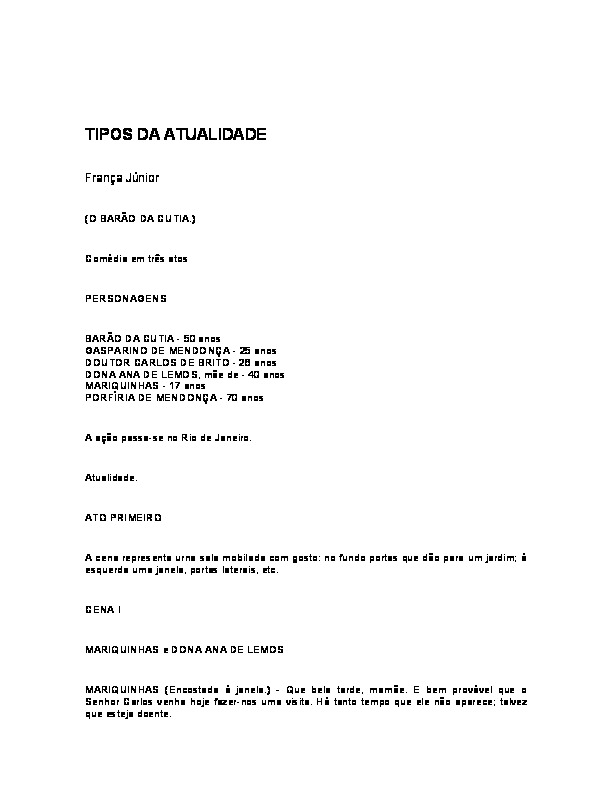 TIPOS DA ATUALIDADE
França Júnior
(O BARÃO DA CUTIA.)
Comédia em três atos
PERSONAGENS
BARÃO DA CUTIA - 50 anos
GASPARINO DE MENDONÇA - 25 anos
DOUTOR CARLOS DE BRITO - 28 anos
DONA ANA DE LEMOS, mãe de - 40 anos
MARIQUINHAS - 17 anos
PORFÍRIA DE MENDONÇA - 70 anos
A ação passa-se no Rio de Janeiro.
Atualidade.
ATO PRIMEIRO
A cena representa uma sala mobilada com gosto: no fundo portas que dão para um jardim; à
esquerda uma janela, portas laterais, etc.
CENA I
MARIQUINHAS e DONA ANA DE LEMOS
MARIQUINHAS (Encostada à janela.) - Que bela tarde, mamãe. E bem provável que o
Senhor Carlos venha hoje fazer-nos uma visita. Há tanto tempo que ele não aparece; talvez
que esteja doente.